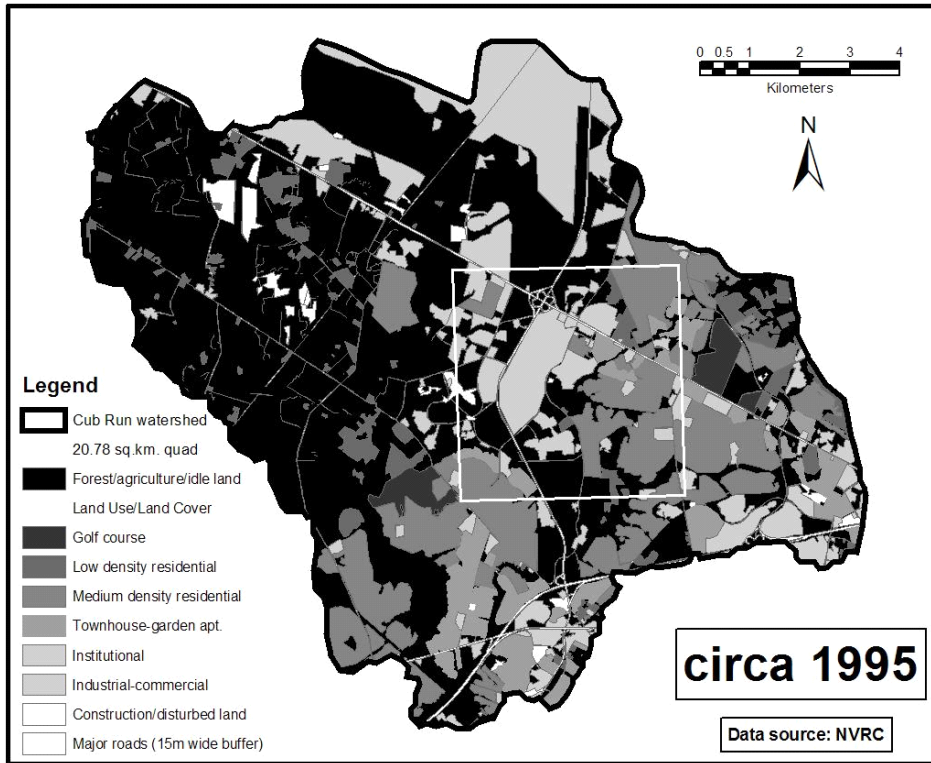 0 0.5 1 2 3 4
Kilometers
N
Legend
Cub Run watershed
20.78 sq.km. quad
Forest/agriculture/idle land
Land Use/Land Cover
Golf course
Low density residential
Medium density residential
Townhouse-garden apt.
Institutional
Industrial-commercial
Construction/disturbed land
Major roads (15m wide buffer)
circa 1995
Data source: NVRC